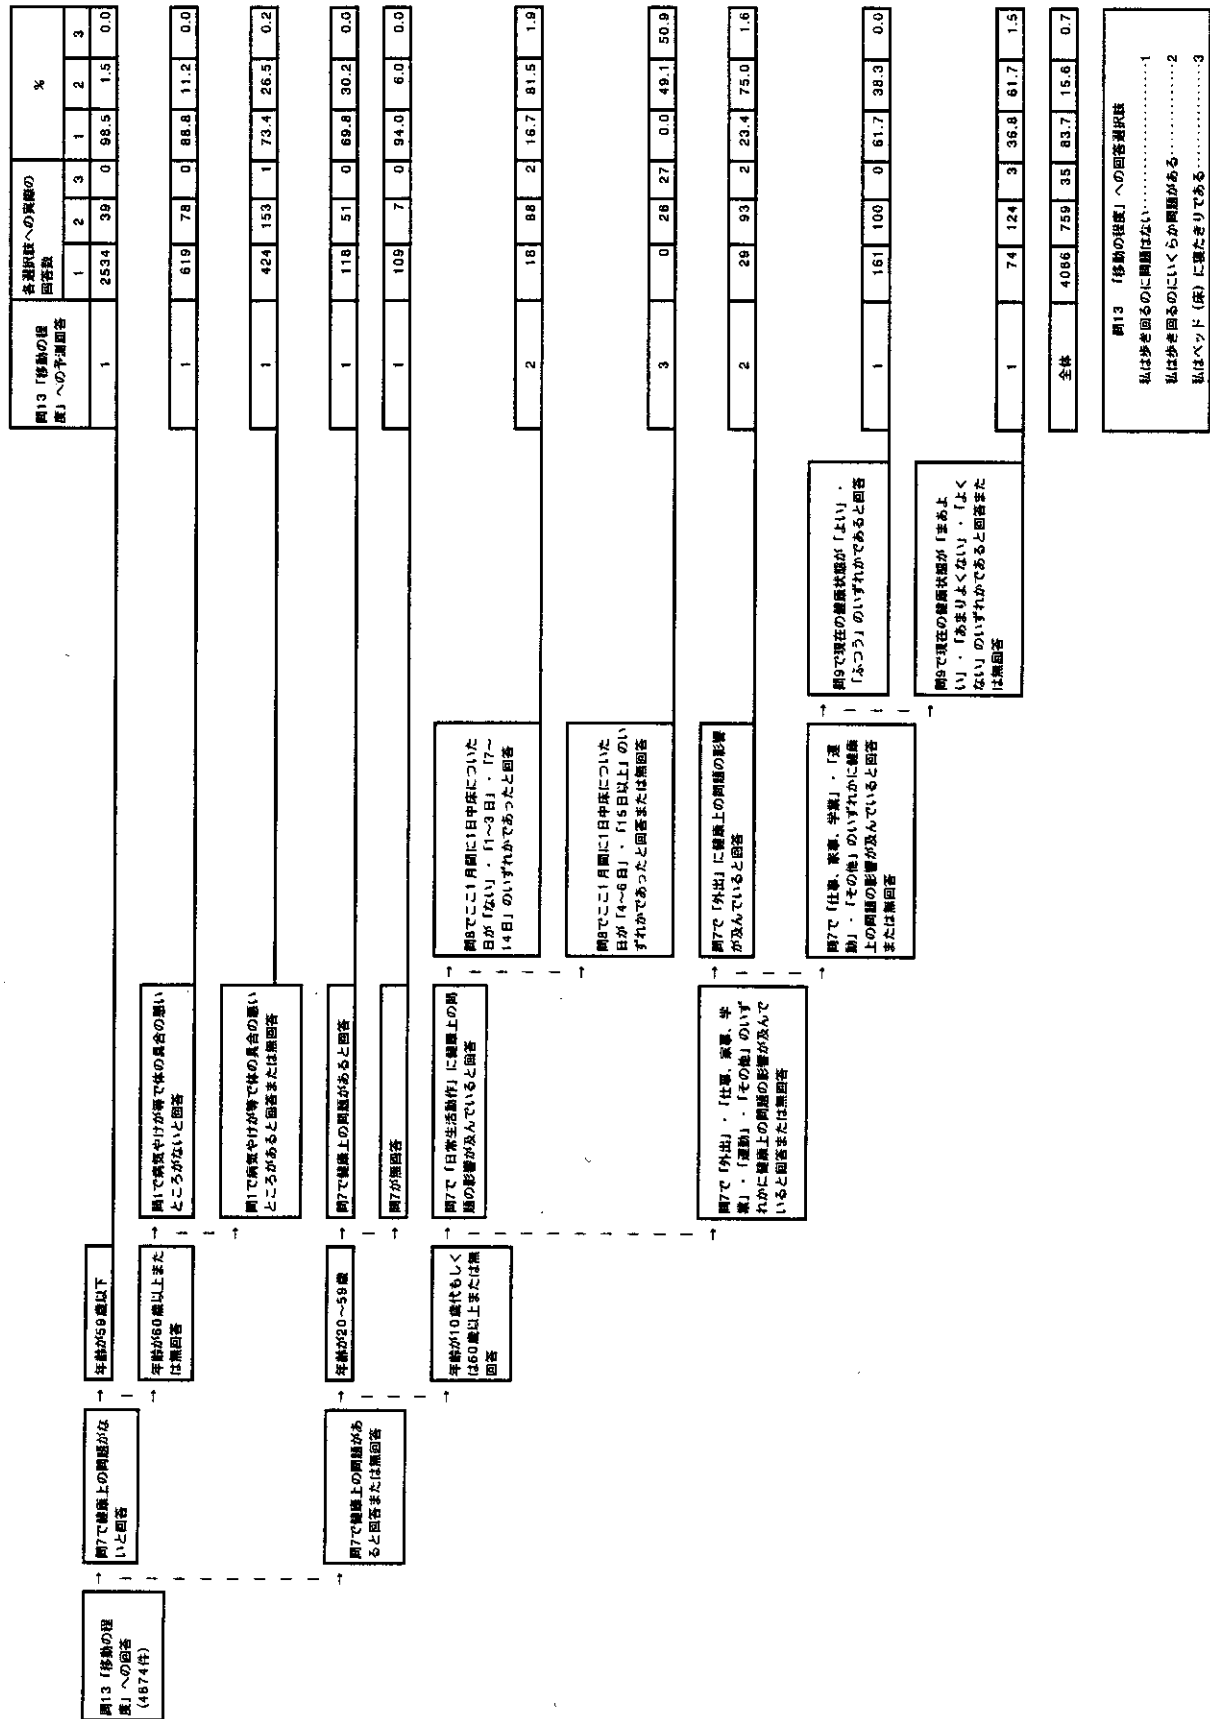 問13「移動の程
度」への回答
(4874件)
問7で健康上の問題がな
いと回答
問7で健康上の問題があ
ると回答または無回答
年齢が59歳以下
年齢が60歳以上また
は無回答
年齢が20～59歳
年齢が10歳代もしく
は60歳以上または無
回答
問1で病気やけが等で体の具合の悪い
ところがないと回答
問1で病気やけが等で体の具合の悪い
ところがあると回答または無回答
問7で健康上の問題があると回答
問7が無回答
問7で「日常生活動作」に健康上の問
題の影響が及んでいると回答
問7で「外出」・「仕事、家事、学
業」・「運動」・「その他」のいず
れかに健康上の問題の影響が及んで
いると回答または無回答
問8でここ1月間に1日中床についた
日が「ない」・「1～3日」・「7～
14日」のいずれかであったと回答
問8でここ1月間に1日中床についた
日が「4～6日」・「15日以上」のい
ずれかであったと回答または無回答
問7で「外出」に健康上の問題の影響
が及んでいると回答
問7で「仕事、家事、学業」・「運
動」・「その他」のいずれかに健康
上の問題の影響が及んでいると回答
または無回答
問9で現在の健康状態が「よい」・
「ふつう」のいずれかであると回答
問9で現在の健康状態が「まあよ
い」・「あまりよくない」・「よく
ない」のいずれかであると回答また
は無回答
問13「移動の程
度」への予測回答
各選択肢への実際の
回答数
%
1 2 3 1 2 3
1 2534 39 0 98.5 1.5 0.0
1 619 78 0 88.8 11.2 0.0
1 424 153 1 73.4 26.5 0.2
1 118 51 0 69.8 30.2 0.0
1 109 7 0 94.0 6.0 0.0
2 18 88 2 16.7 81.5 1.9
3 0 26 27 0.0 49.1 50.9
2 29 93 2 23.4 75.0 1.6
1 161 100 0 61.7 38.3 0.0
1 74 124 3 36.8 61.7 1.5
全体 4086 759 35 83.7 15.6 0.7
問13 「移動の程度」への回答選択肢
私は歩き回るのに問題はない……………………1
私は歩き回るのにいくらか問題がある…………2
私はベッド（床）に寝たきりである……………3